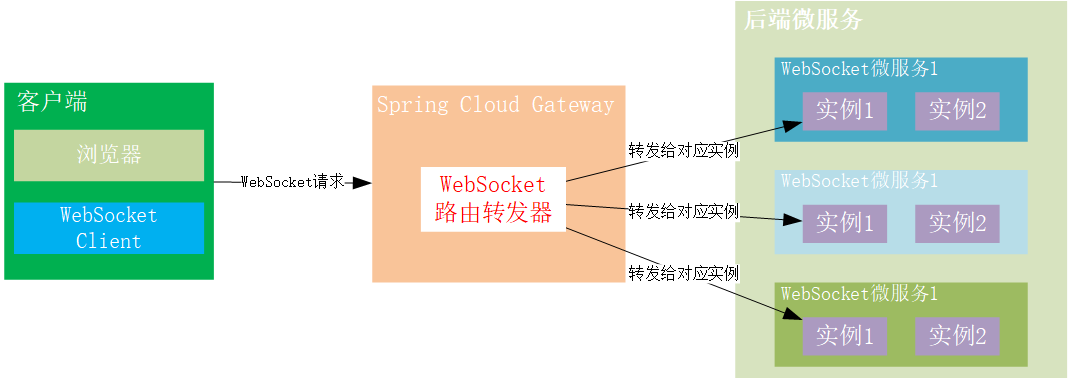 客户端
浏览器
WebSocket
Client
WebSocket请求
Spring Cloud Gateway
WebSocket
路由转发器
转发给对应实例
转发给对应实例
转发给对应实例
后端微服务
WebSocket微服务1
实例1
实例2
WebSocket微服务1
实例1
实例2
WebSocket微服务1
实例1
实例2